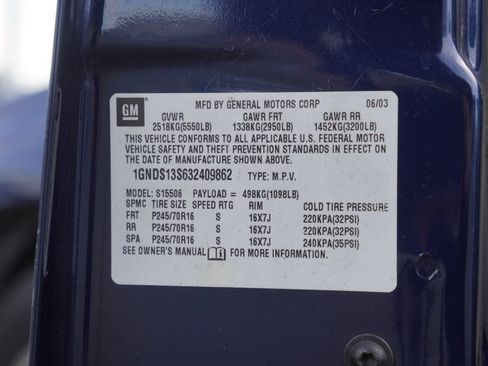 GM
MFD BY GENERAL MOTORS CORP 06/03
GVWR GAWR FRT GAWR RR
2518KG(5550LB) 1338KG(2950LB) 1452KG(3200LB)
THIS VEHICLE CONFORMS TO ALL APPLICABLE U.S. FEDERAL MOTOR
VEHICLE SAFETY AND THEFT PREVENTION STANDARDS IN EFFECT ON
THE DATE OF MANUFACTURE SHOWN ABOVE.
1GNDS13S632409862 TYPE: M.P.V.
MODEL: S15506 PAYLOAD = 498KG(1098LB)
SPMC TIRE SIZE SPEED RTG RIM COLD TIRE PRESSURE
FRT P245/70R16 S 16X7J 220KPA(32PSI)
RR P245/70R16 S 16X7J 220KPA(32PSI)
SPA P245/70R16 S 16X7J 240KPA(35PSI)
SEE OWNER'S MANUAL FOR MORE INFORMATION.